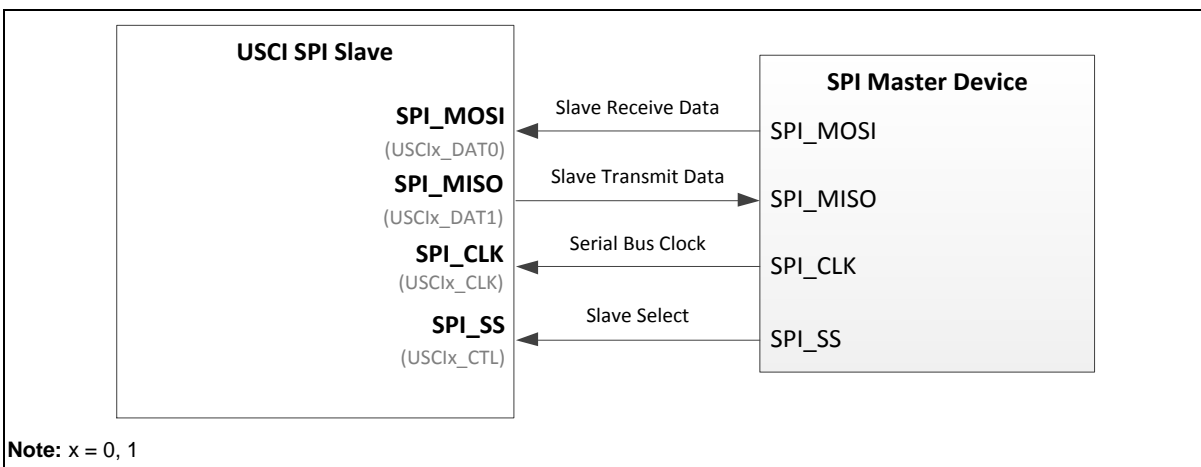 USCI SPI Slave
SPI_MOSI
(USCIx_DAT0)
SPI_MISO
(USCIx_DAT1)
SPI_CLK
(USCIx_CLK)
SPI_SS
(USCIx_CTL)
Slave Receive Data
Slave Transmit Data
Serial Bus Clock
Slave Select
SPI Master Device
SPI_MOSI
SPI_MISO
SPI_CLK
SPI_SS
Note: x = 0, 1